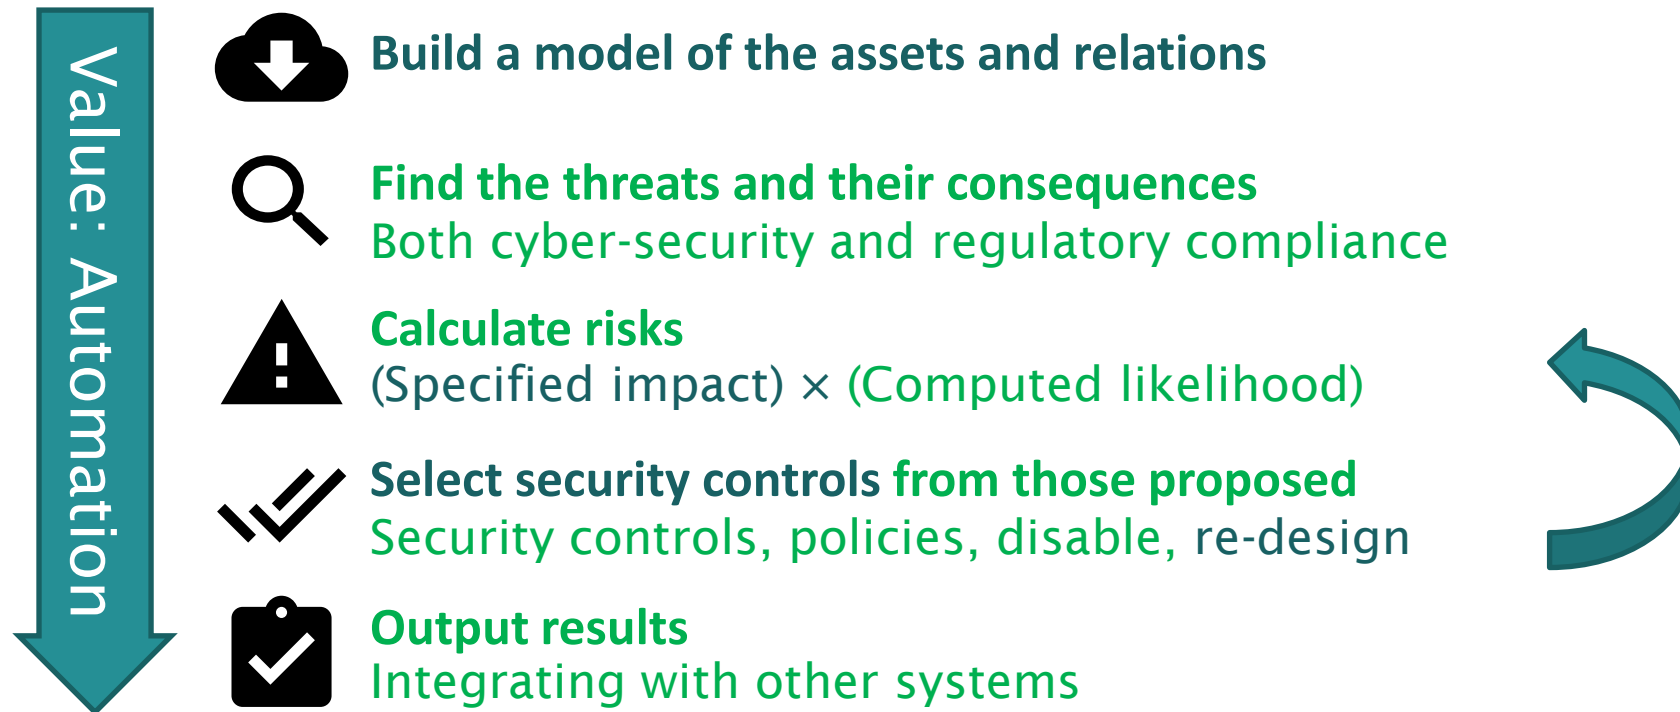 Value: Automation
Build a model of the assets and relations
Find the threats and their consequences
Both cyber-security and regulatory compliance
Calculate risks
(Specified impact) × (Computed likelihood)
Select security controls from those proposed
Security controls, policies, disable, re-design
Output results
Integrating with other systems